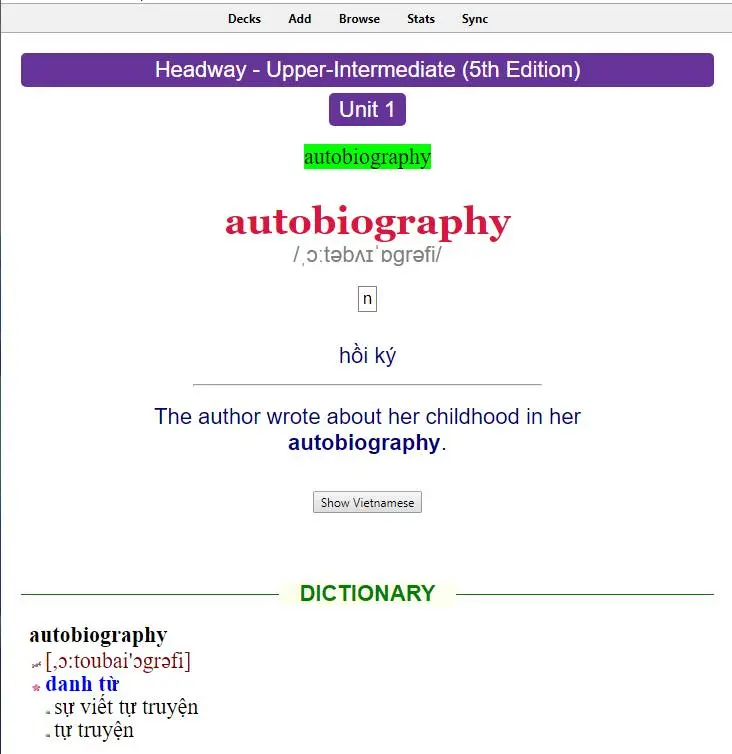 Decks Add Browse Stats Sync
Headway - Upper-Intermediate (5th Edition)
Unit 1
autobiography
autobiography
/ˌɔːtəbʌɪˈɒɡrəfi/
n
hồi ký
The author wrote about her childhood in her
autobiography.
Show Vietnamese
DICTIONARY
autobiography
[,ɔ:toubai'ɔgrəfi]
danh từ
sự viết tự truyện
tự truyện